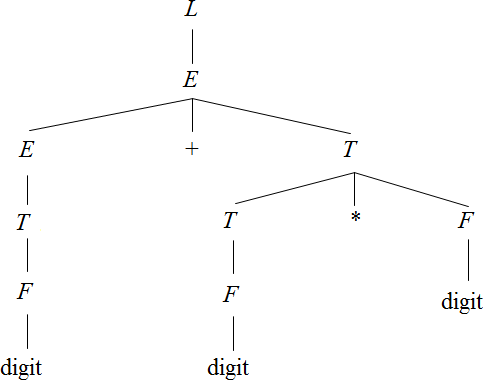 L
E
E + T
T T * F
F F digit
digit digit